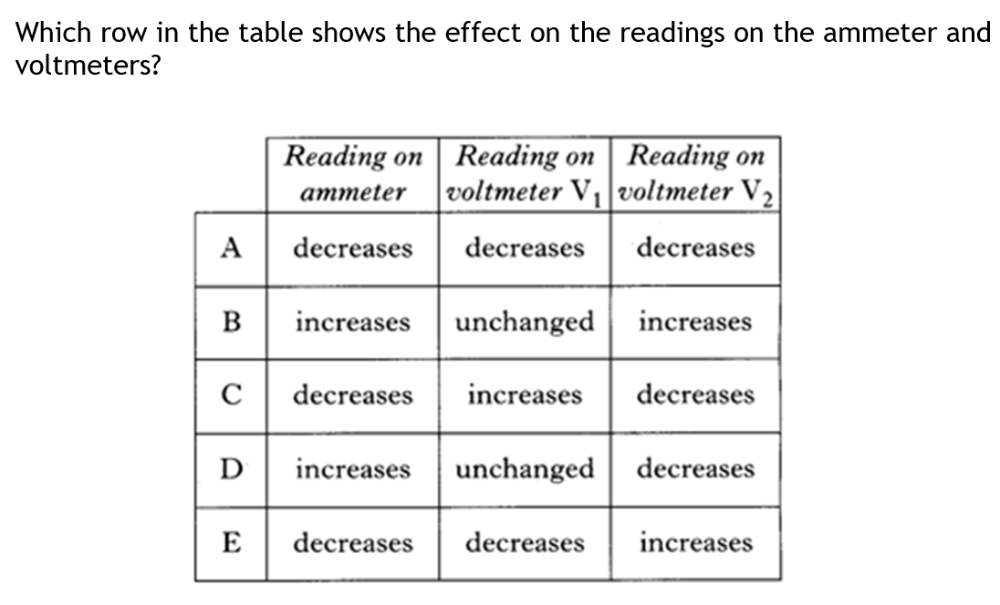 Which row in the table shows the effect on the readings on the ammeter and
voltmeters?
Reading on Reading on Reading on
ammeter voltmeter V₁ voltmeter V₂
A decreases decreases decreases
B increases unchanged increases
C decreases increases decreases
D increases unchanged decreases
E decreases decreases increases